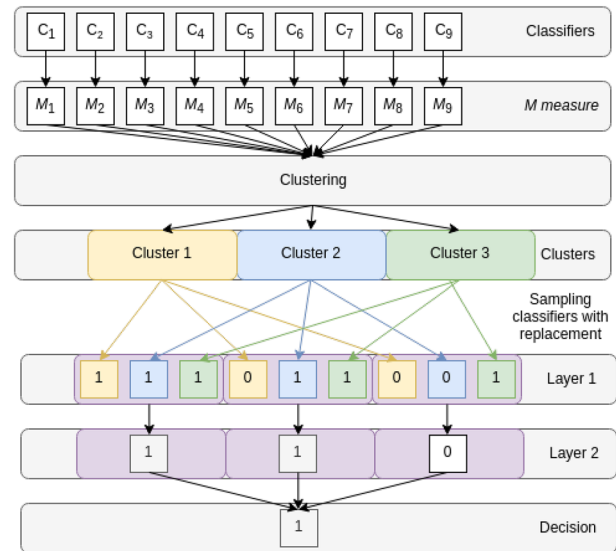 C1 C2 C3 C4 C5 C6 C7 C8 C9 Classifiers
M1 M2 M3 M4 M5 M6 M7 M8 M9 M measure
Clustering
Cluster 1 Cluster 2 Cluster 3 Clusters
Sampling
classifiers with
replacement
1 1 1 0 1 1 0 0 1 Layer 1
1 1 0 Layer 2
1 Decision